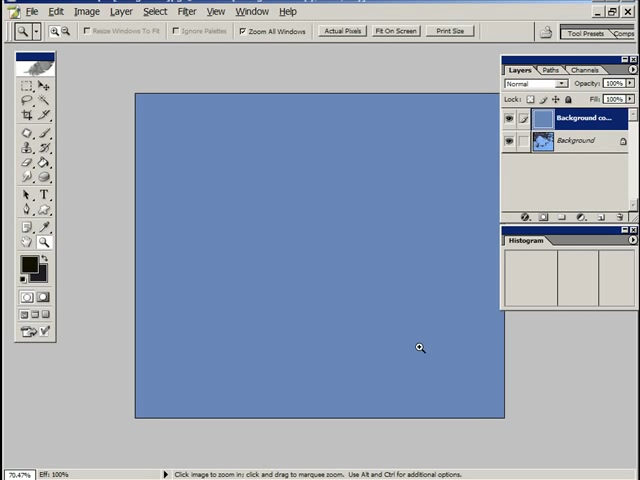 File Edit Image Layer Select Filter View Window Help
Resize Windows To Fit Ignore Palettes Zoom All Windows Actual Pixels Fit On Screen Print Size Tool Presets Comps
Layers Paths Channels
Normal Opacity: 100%
Lock: Fill: 100%
Background co...
Background
Histogram
T
70.47% Eff: 100% Click image to zoom in; click and drag to marquee zoom. Use Alt and Ctrl for additional options.